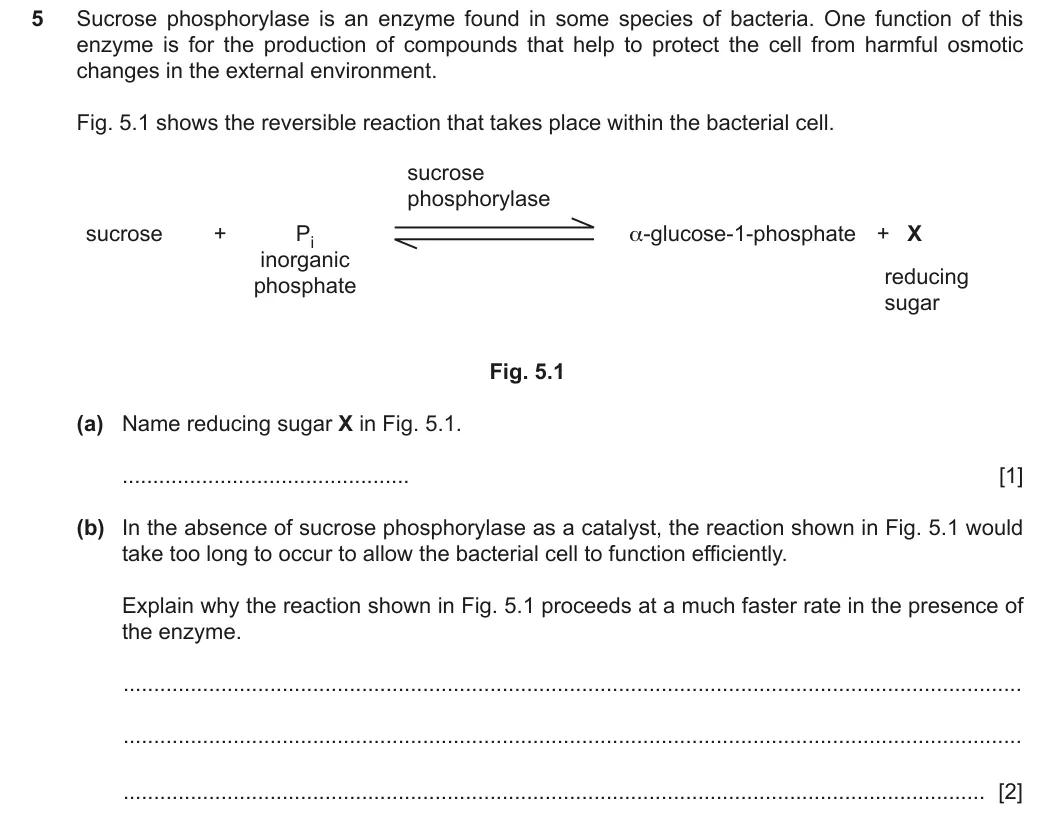 5 Sucrose phosphorylase is an enzyme found in some species of bacteria. One function of this
enzyme is for the production of compounds that help to protect the cell from harmful osmotic
changes in the external environment.
Fig. 5.1 shows the reversible reaction that takes place within the bacterial cell.
sucrose
phosphorylase
sucrose + Pi α-glucose-1-phosphate + X
inorganic
phosphate
reducing
sugar
Fig. 5.1
(a) Name reducing sugar X in Fig. 5.1.
............................................... [1]
(b) In the absence of sucrose phosphorylase as a catalyst, the reaction shown in Fig. 5.1 would
take too long to occur to allow the bacterial cell to function efficiently.
Explain why the reaction shown in Fig. 5.1 proceeds at a much faster rate in the presence of
the enzyme.
...................................................................................................................................................
...................................................................................................................................................
............................................................................................................................................. [2]